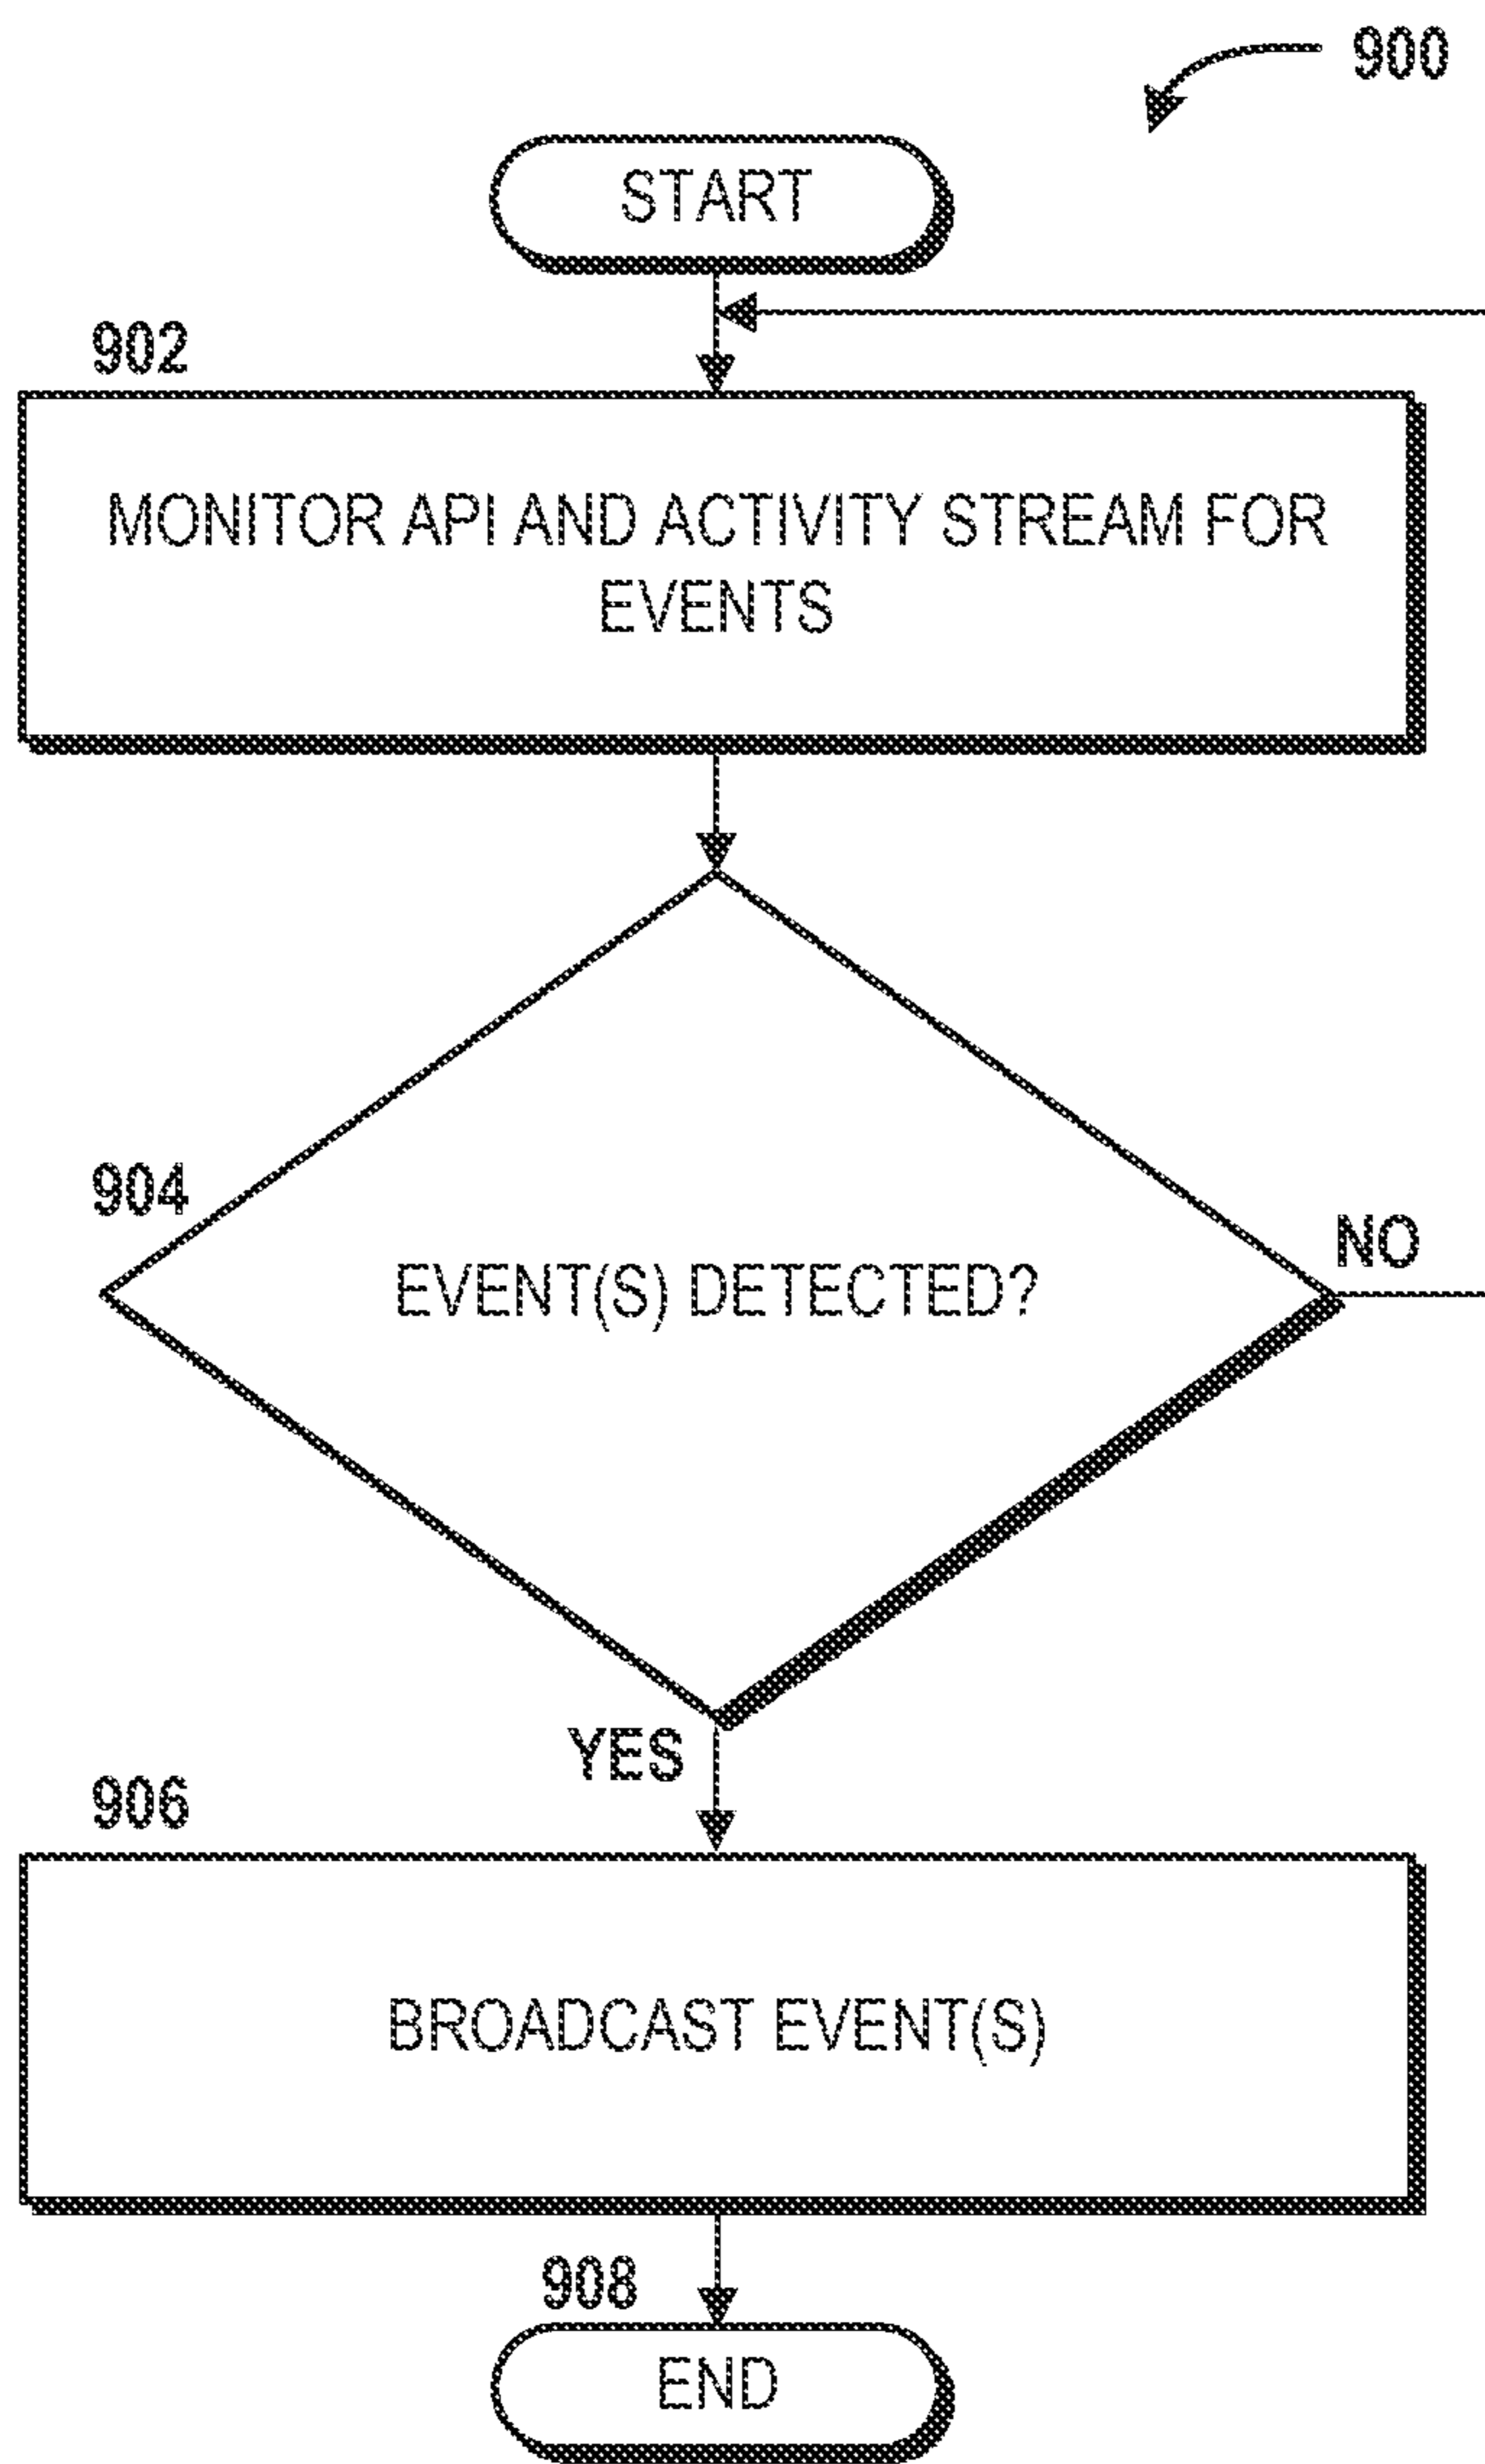 900
START
902
MONITOR API AND ACTIVITY STREAM FOR
EVENTS
904
EVENT(S) DETECTED?
NO
YES
906
BROADCAST EVENT(S)
908
END